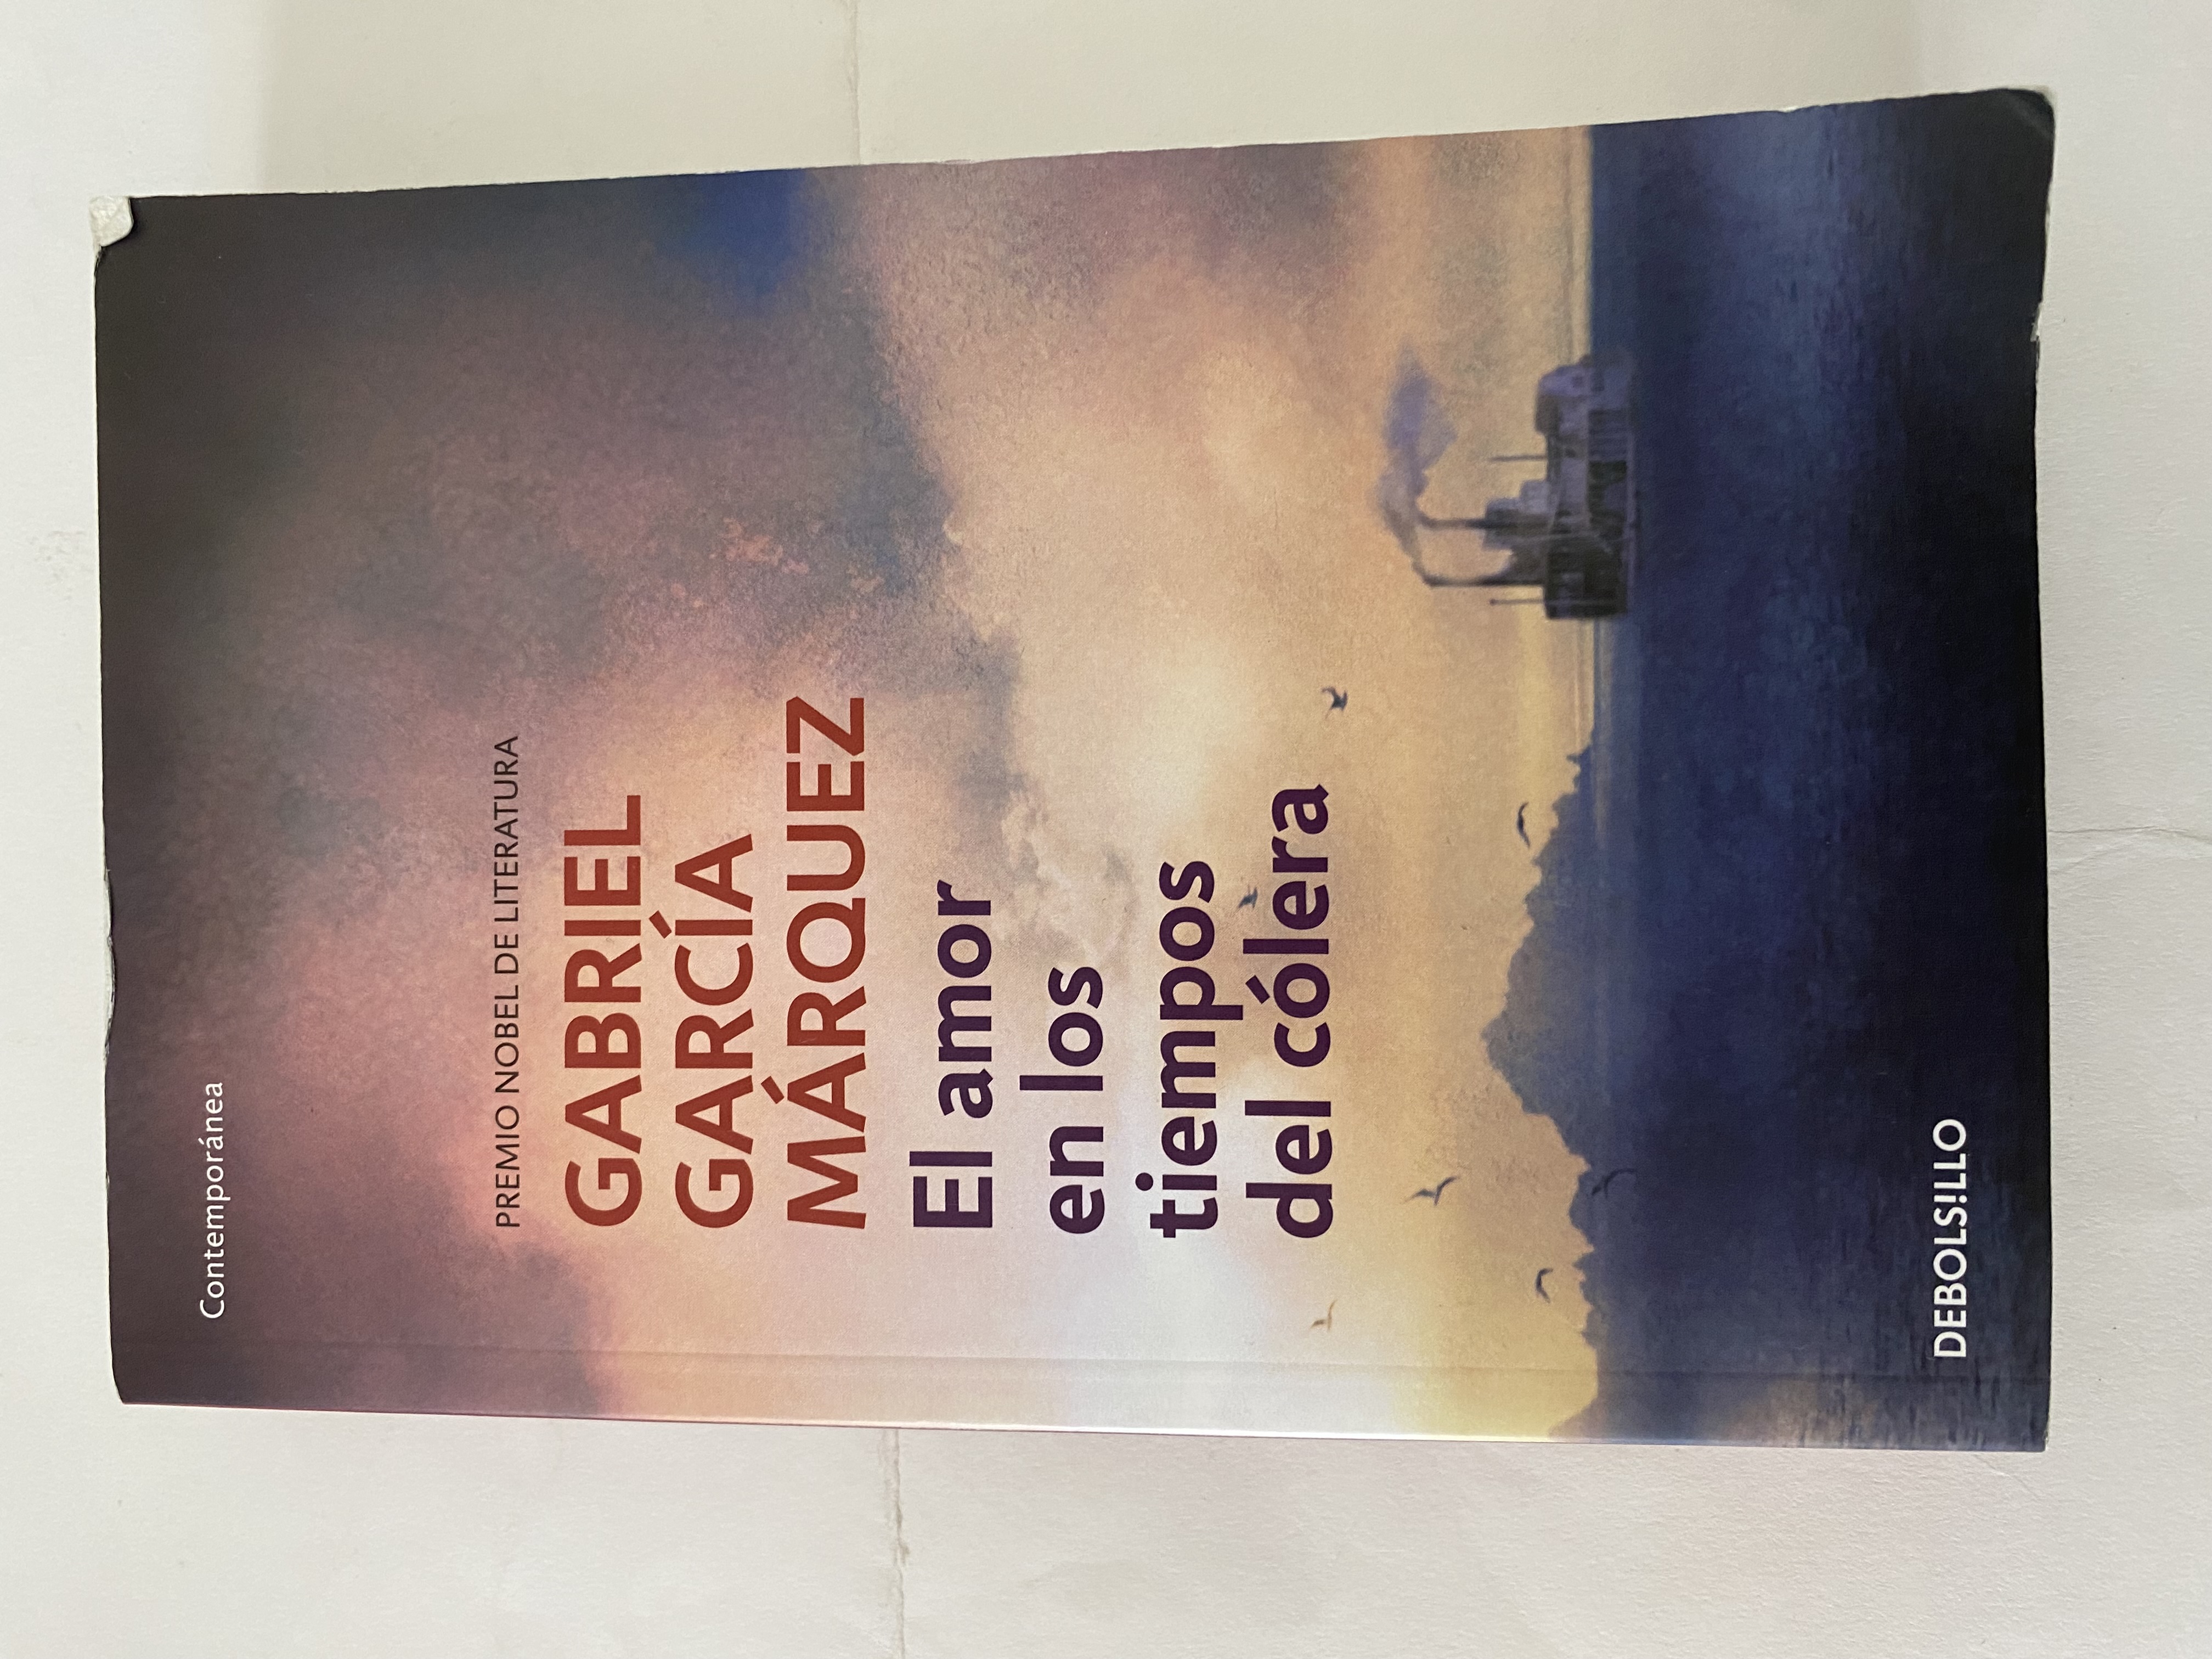 Contemporánea
PREMIO NOBEL DE LITERATURA
GABRIEL
GARCÍA
MÁRQUEZ
El amor
en los
tiempos
del cólera
DEBOLS!LLO